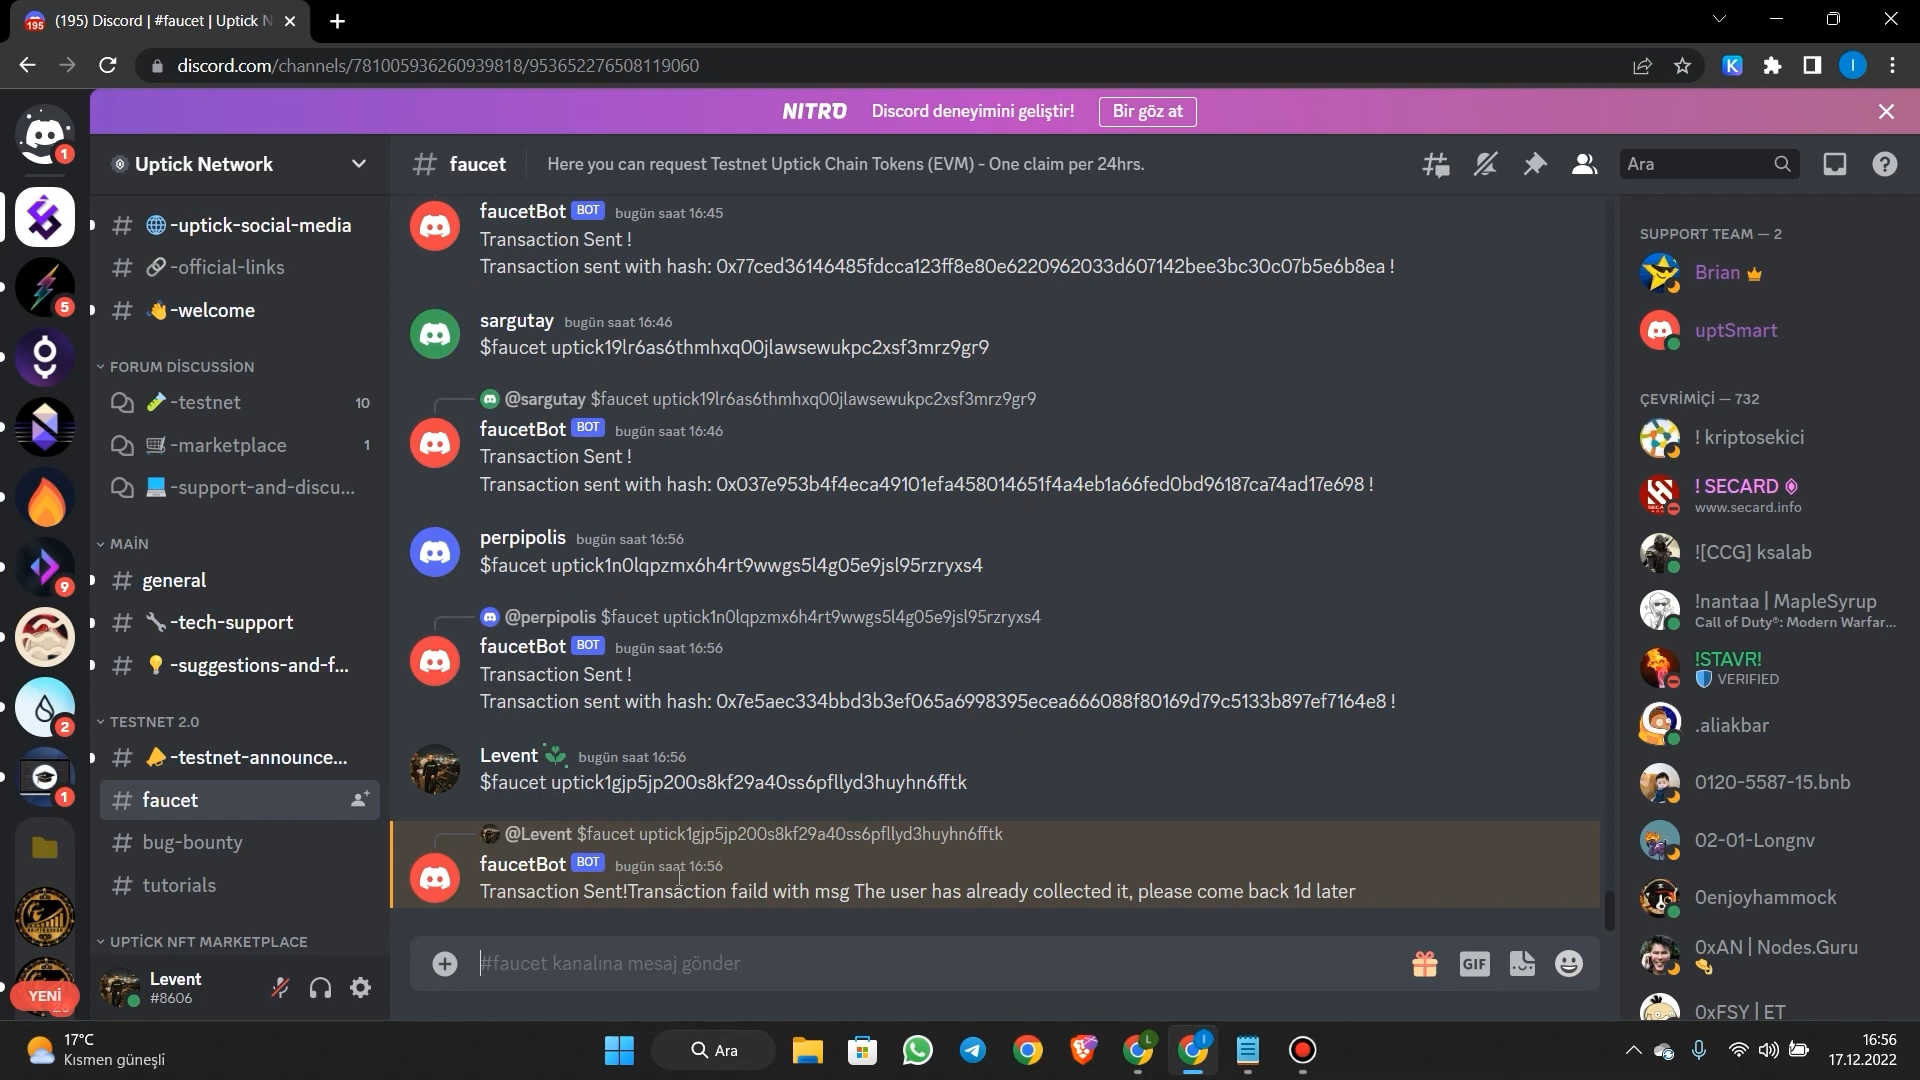 (195) Discord | #faucet | Uptick N
discord.com/channels/781005936260939818/953652276508119060
NITRO Discord deneyimini geliştir! Bir göz at
Uptick Network
-uptick-social-media
-official-links
-welcome
FORUM DİSCUSSİON
-testnet 10
-marketplace 1
-support-and-discu...
MAİN
general
-tech-support
-suggestions-and-f...
TESTNET 2.0
-testnet-announce...
faucet
bug-bounty
tutorials
UPTİCK NFT MARKETPLACE
Levent
#8606
YENİ
1
5
9
2
1
faucet Here you can request Testnet Uptick Chain Tokens (EVM) - One claim per 24hrs.
Ara
faucetBot BOT bugün saat 16:45
Transaction Sent !
Transaction sent with hash: 0x77ced36146485fdcca123ff8e80e6220962033d607142bee3bc30c07b5e6b8ea !
sargutay bugün saat 16:46
$faucet uptick19lr6as6thmhxq00jlawsewukpc2xsf3mrz9gr9
@sargutay $faucet uptick19lr6as6thmhxq00jlawsewukpc2xsf3mrz9gr9
faucetBot BOT bugün saat 16:46
Transaction Sent !
Transaction sent with hash: 0x037e953b4f4eca49101efa458014651f4a4eb1a66fed0bd96187ca74ad17e698 !
perpipolis bugün saat 16:56
$faucet uptick1n0lqpzmx6h4rt9wwgs5l4g05e9jsl95rzryxs4
@perpipolis $faucet uptick1n0lqpzmx6h4rt9wwgs5l4g05e9jsl95rzryxs4
faucetBot BOT bugün saat 16:56
Transaction Sent !
Transaction sent with hash: 0x7e5aec334bbd3b3ef065a6998395ecea666088f80169d79c5133b897ef7164e8 !
Levent bugün saat 16:56
$faucet uptick1gjp5jp200s8kf29a40ss6pfllyd3huyhn6fftk
@Levent $faucet uptick1gjp5jp200s8kf29a40ss6pfllyd3huyhn6fftk
faucetBot BOT bugün saat 16:56
Transaction Sent!Transaction faild with msg The user has already collected it, please come back 1d later
#faucet kanalına mesaj gönder
GIF
SUPPORT TEAM — 2
Brian
uptSmart
ÇEVRİMİÇİ — 732
! kriptosekici
! SECARD
www.secard.info
![CCG] ksalab
!nantaa | MapleSyrup
Call of Duty®: Modern Warfar...
!STAVR!
VERIFIED
.aliakbar
0120-5587-15.bnb
02-01-Longnv
0enjoyhammock
0xAN | Nodes.Guru
0xFSY | ET
17°C
Kısmen güneşli
Ara
16:56
17.12.2022